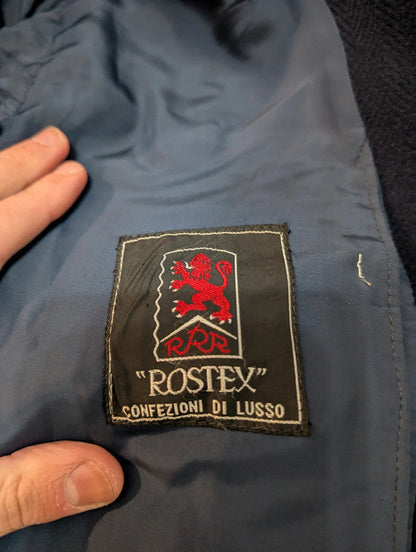 RRR
"ROSTEX"
CONFEZIONI DI LUSSO